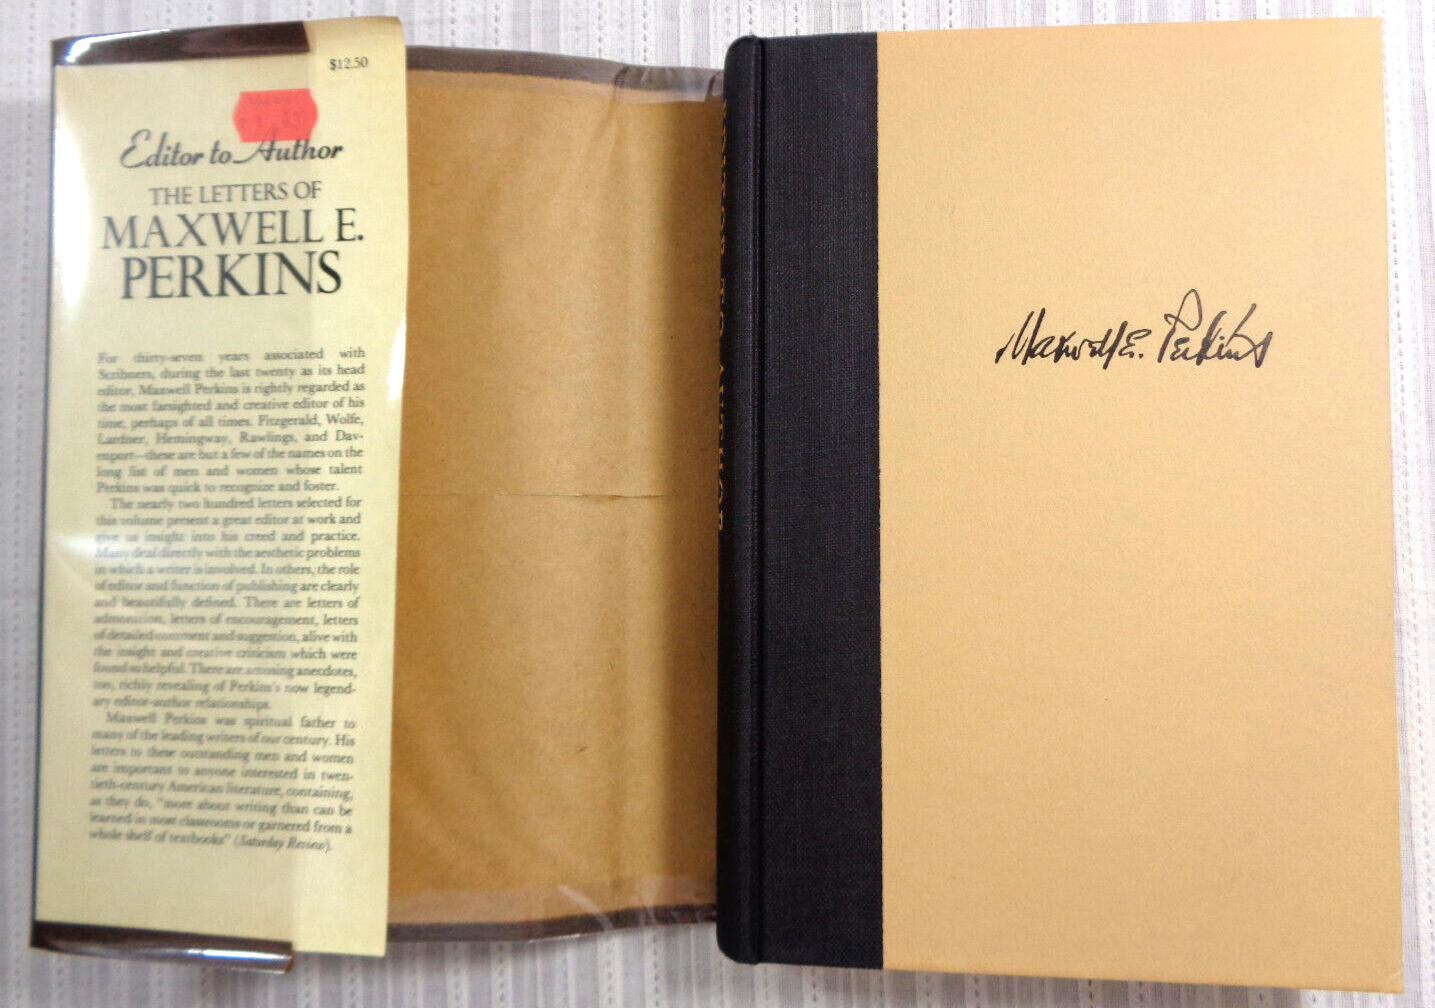 $12.50
Editor to Author
THE LETTERS OF
MAXWELL E.
PERKINS
For thirty-seven years associated with
Scribners, during the last twenty as its head
editor, Maxwell Perkins is rightly regarded as
the most farsighted and creative editor of his
time, perhaps of all times. Fitzgerald, Wolfe,
Lardner, Hemingway, Rawlings, and Dav-
enport—these are but a few of the names on the
long list of men and women whose talent
Perkins was quick to recognize and foster.
The nearly two hundred letters selected for
this volume present a great editor at work and
give us insight into his creed and practice.
Many deal directly with the aesthetic problems
in which a writer is involved. In others, the role
of editor and function of publishing are clearly
and beautifully defined. There are letters of
admonition, letters of encouragement, letters
of detailed comment and suggestion, alive with
the insight and creative criticism which were
found so helpful. There are amusing anecdotes,
too, richly revealing of Perkins's now legend-
ary editor-author relationships.
Maxwell Perkins was spiritual father to
many of the leading writers of our century. His
letters to these outstanding men and women
are important to anyone interested in twen-
tieth-century American literature, containing,
as they do, "more about writing than can be
learned in most classrooms or garnered from a
whole shelf of textbooks" (Saturday Review).
Maxwell E. Perkins